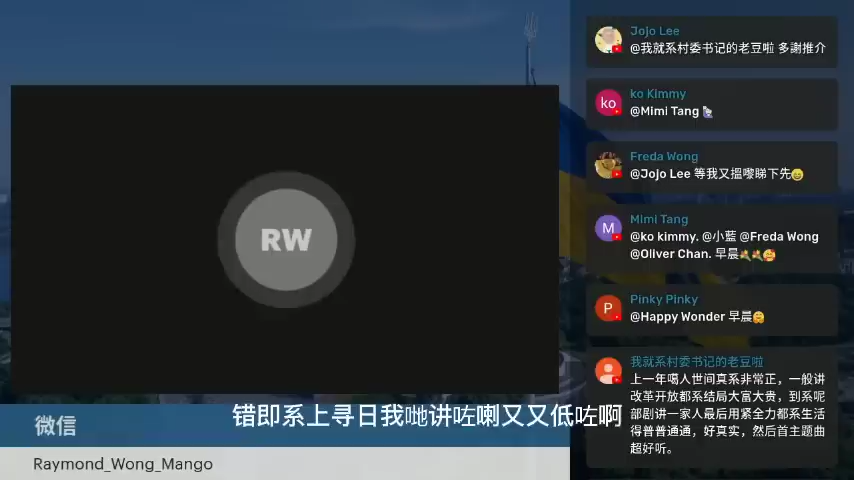 RW
错即系上寻日我哋讲咗喇又又低咗啊
微信
Raymond_Wong_Mango
Jojo Lee
@我就系村委书记的老豆啦 多謝推介
ko Kimmy
ko
@Mimi Tang
Freda Wong
@Jojo Lee 等我又搵嚟睇下先😄
Mimi Tang
M
@ko kimmy. @小藍 @Freda Wong
@Oliver Chan. 早晨💐💐🥰
Pinky Pinky
P
@Happy Wonder 早晨🤗
我就系村委书记的老豆啦
上一年噶人世间真系非常正，一般讲
改革开放都系结局大富大贵，到系呢
部剧讲一家人最后用紧全力都系生活
得普普通通，好真实，然后首主题曲
超好听。